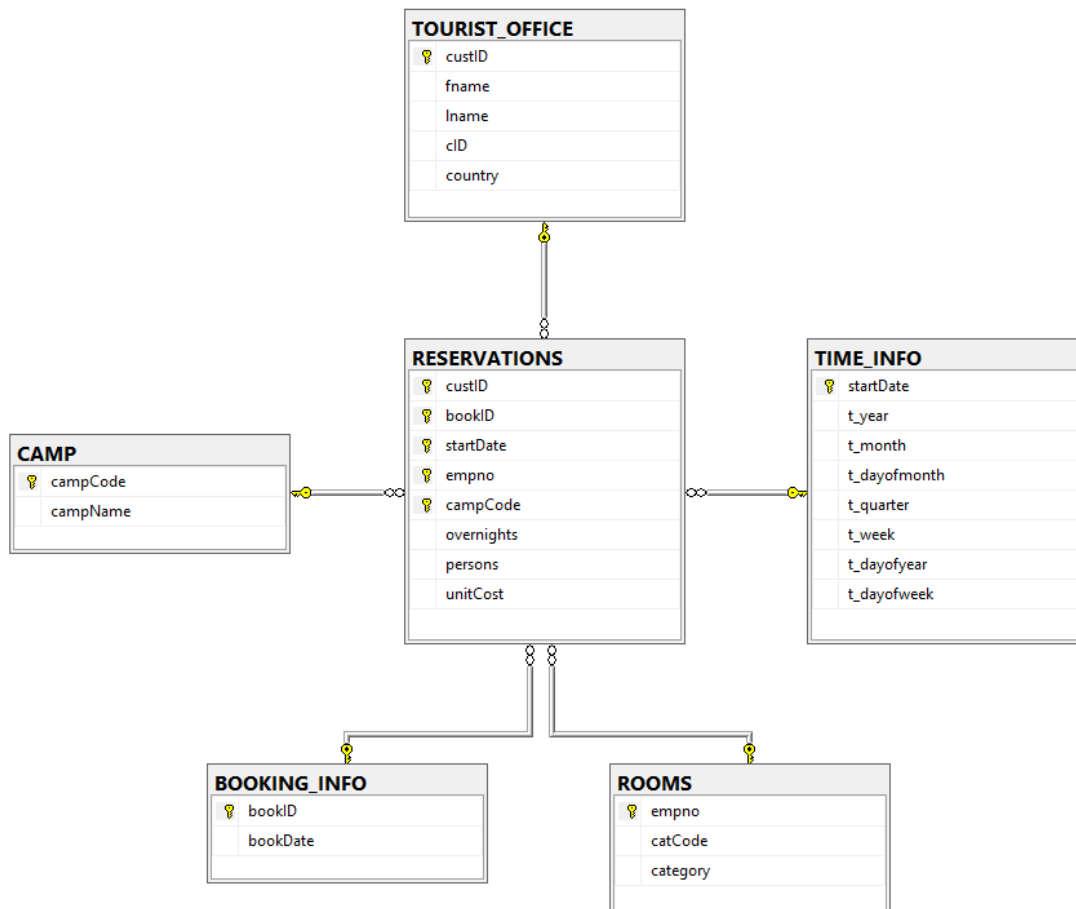 TOURIST_OFFICE
custID
fname
lname
cID
country
RESERVATIONS
custID
bookID
startDate
empno
campCode
overnights
persons
unitCost
TIME_INFO
startDate
t_year
t_month
t_dayofmonth
t_quarter
t_week
t_dayofyear
t_dayofweek
CAMP
campCode
campName
BOOKING_INFO
bookID
bookDate
ROOMS
empno
catCode
category